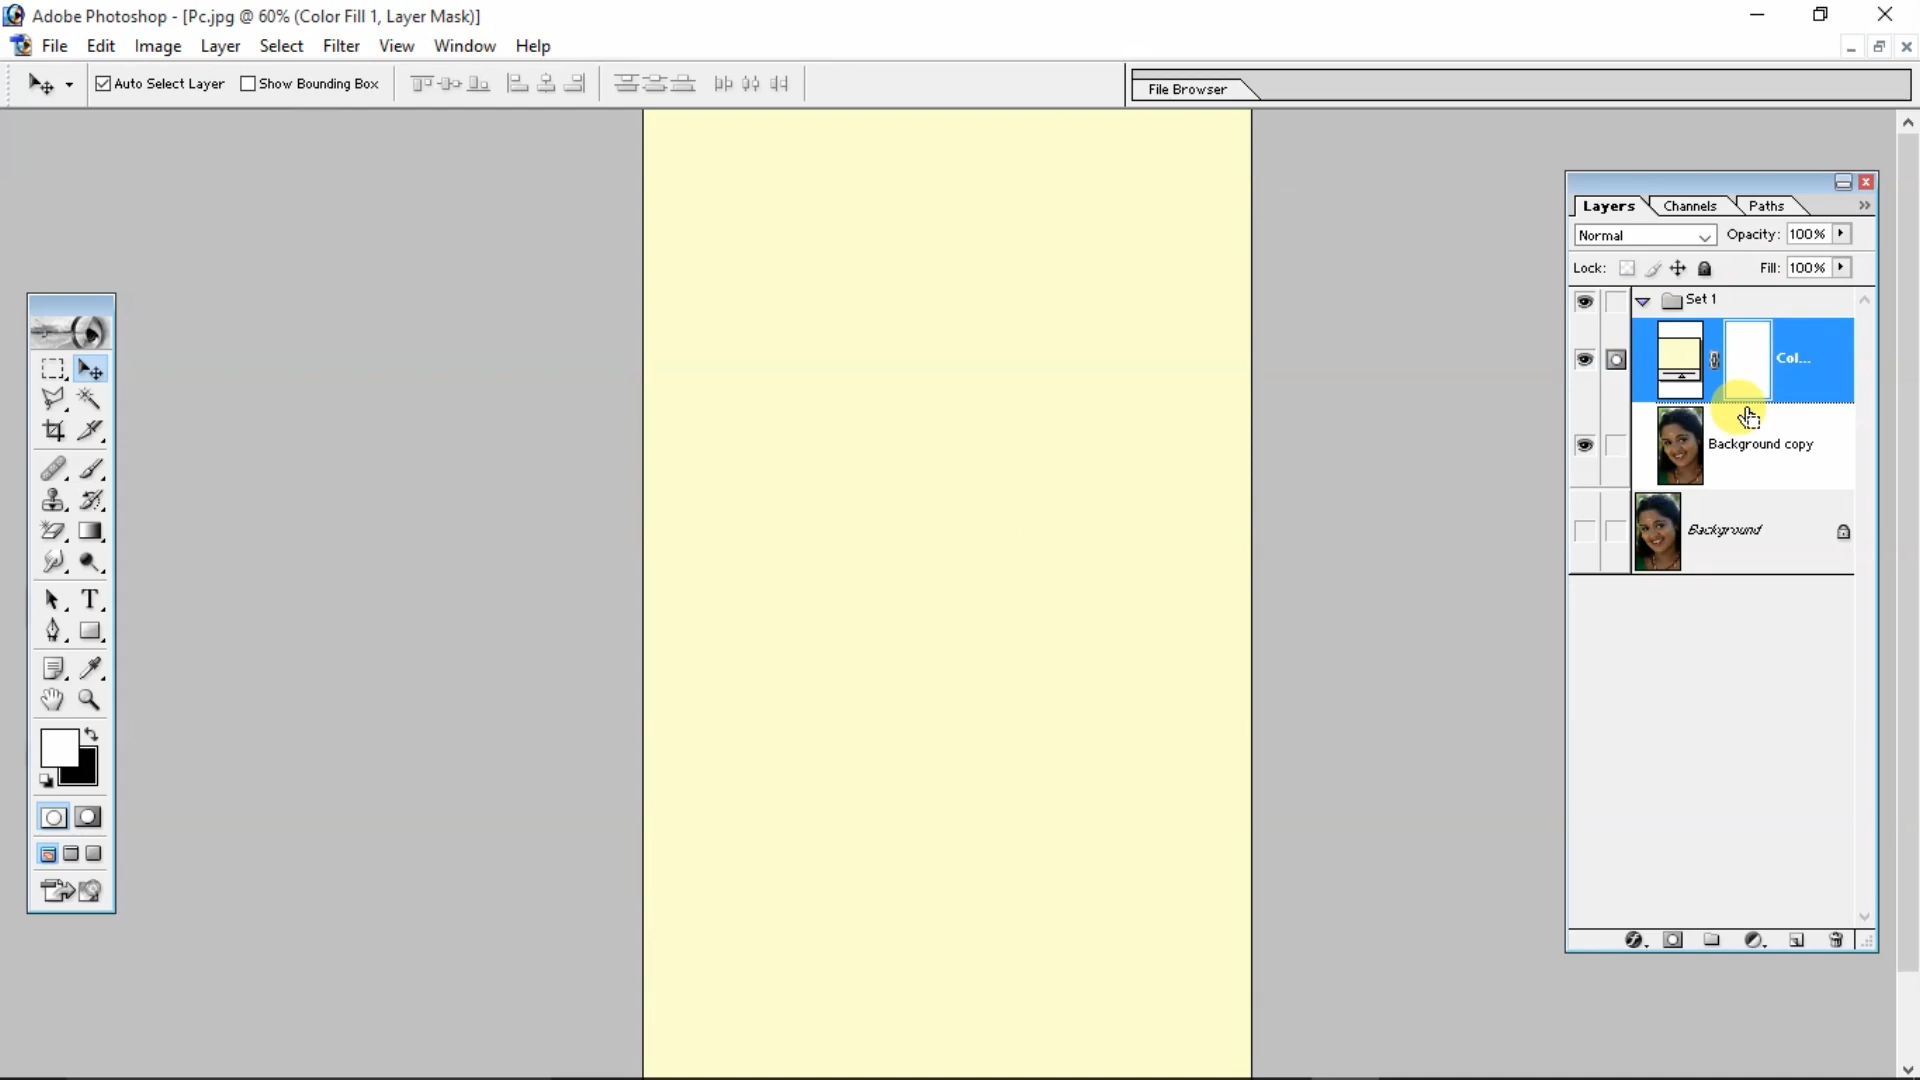 Adobe Photoshop - [Pc.jpg @ 60% (Color Fill 1, Layer Mask)]
File Edit Image Layer Select Filter View Window Help
Auto Select Layer Show Bounding Box File Browser
Layers Channels Paths
Normal Opacity: 100%
Lock: Fill: 100%
Set 1
Col...
Background copy
Background